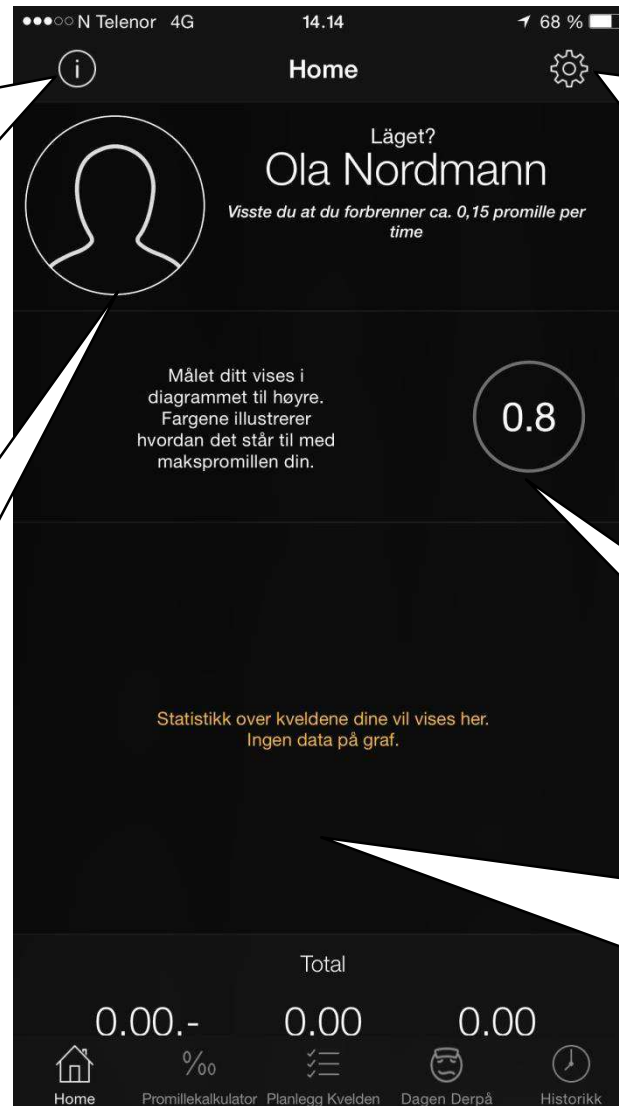 N Telenor 4G 14.14 68 %
i Home
Läget?
Ola Nordmann
Visste du at du forbrenner ca. 0,15 promille per
time
Målet ditt vises i
diagrammet til høyre.
Fargene illustrerer
hvordan det står til med
makspromillen din.
0.8
Statistikk over kveldene dine vil vises her.
Ingen data på graf.
Total
0.00.- 0.00 0.00
%o
Home Promillekalkulator Planlegg Kvelden Dagen Derpå Historikk